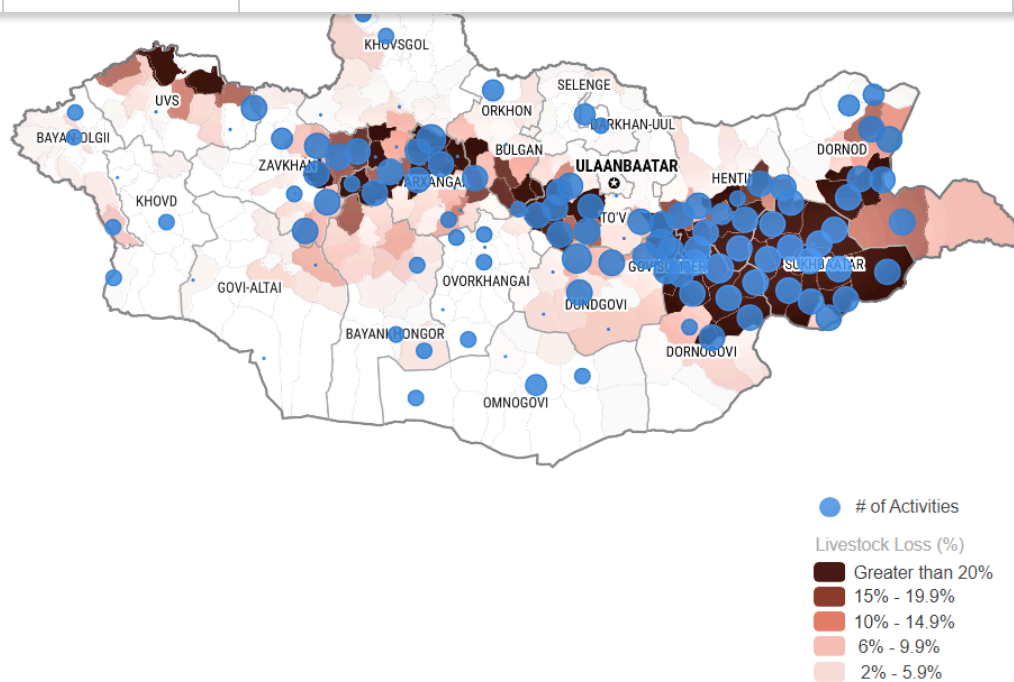 KHOVSGOL
SELENGE
UVS
ORKHON
DARKHAN-UUL
BAYAN-OLGII
BULGAN
DORNOD
ZAVKHAN
ULAANBAATAR
HENTII
ARXANGAI
KHOVD
TO'V
GOVISUMBER
SUKHBAATAR
OVORKHANGAI
GOVI-ALTAI
DUNDGOVI
BAYANKHONGOR
DORNOGOVI
OMNOGOVI
# of Activities
Livestock Loss (%)
Greater than 20%
15% - 19.9%
10% - 14.9%
6% - 9.9%
2% - 5.9%